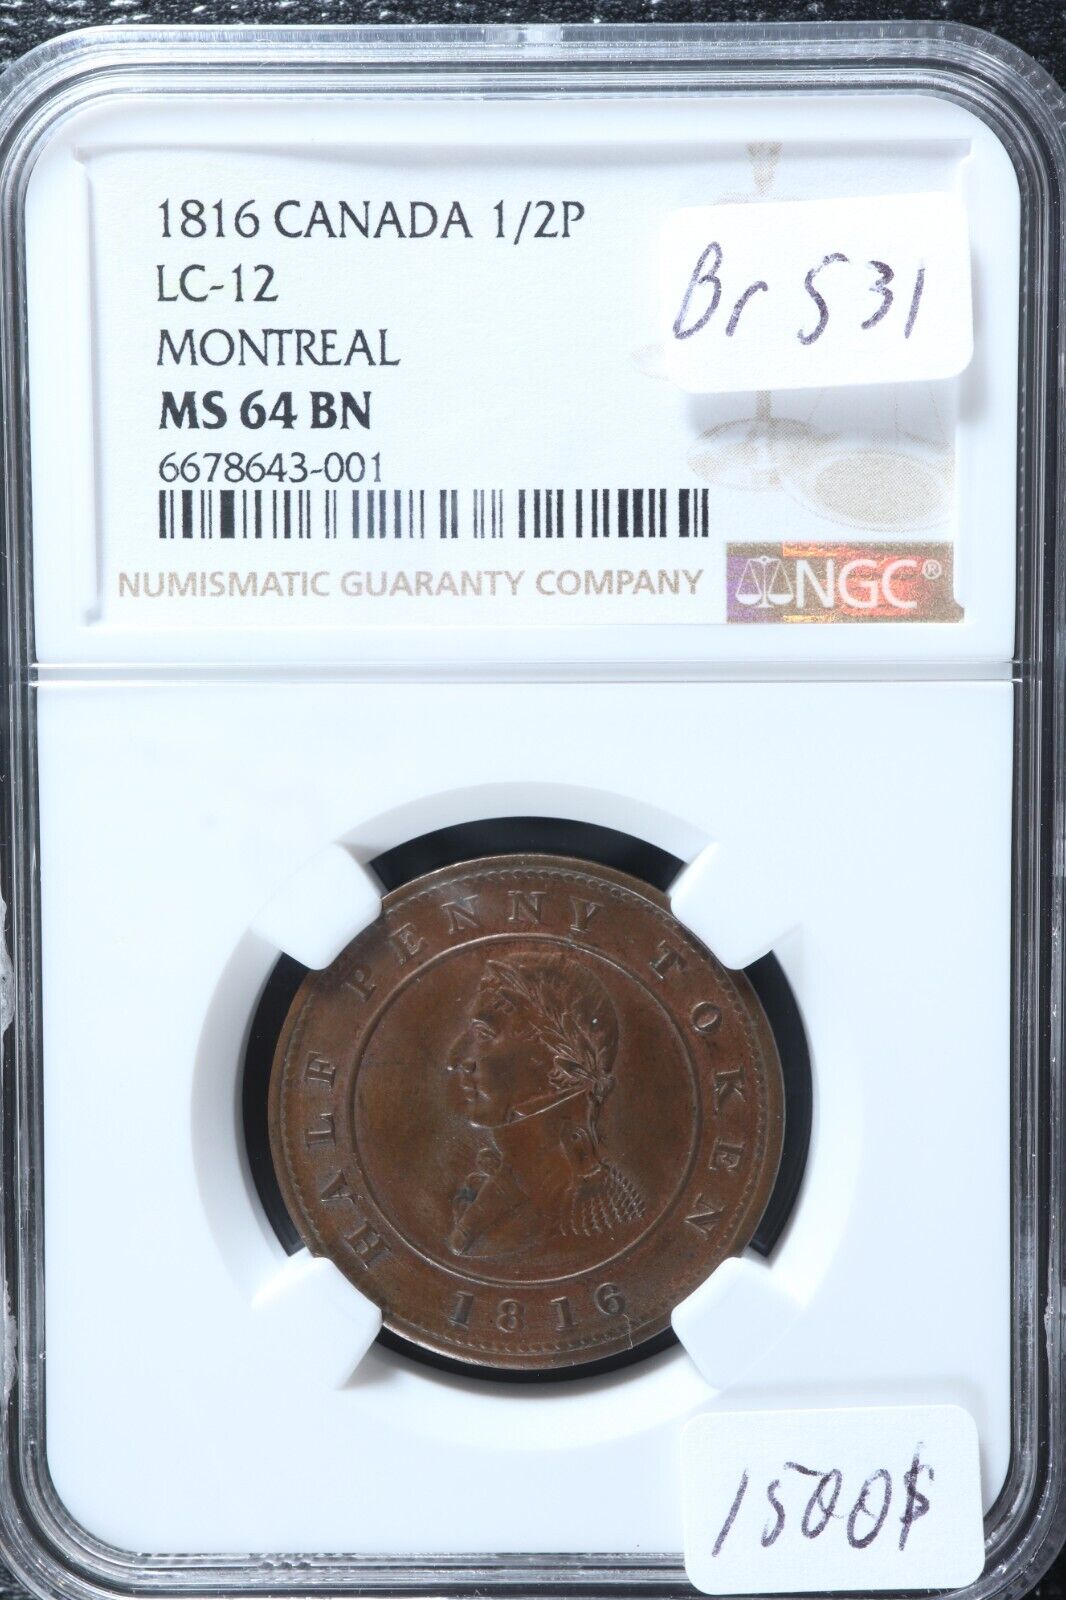 1816 CANADA 1/2P
LC-12
MONTREAL
MS 64 BN
6678643-001
Br 531
NUMISMATIC GUARANTY COMPANY
NGC®
HALF PENNY TOKEN
1816
1500$